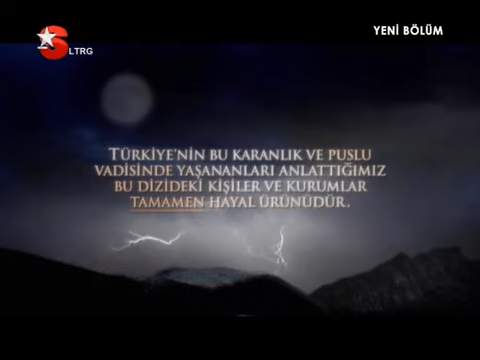 S LTRG
YENİ BÖLÜM
TÜRKİYE'NİN BU KARANLIK VE PUSLU
VADİSİNDE YAŞANANLARI ANLATTIĞIMIZ
BU DİZİDEKİ KİŞİLER VE KURUMLAR
TAMAMEN HAYAL ÜRÜNÜDÜR.